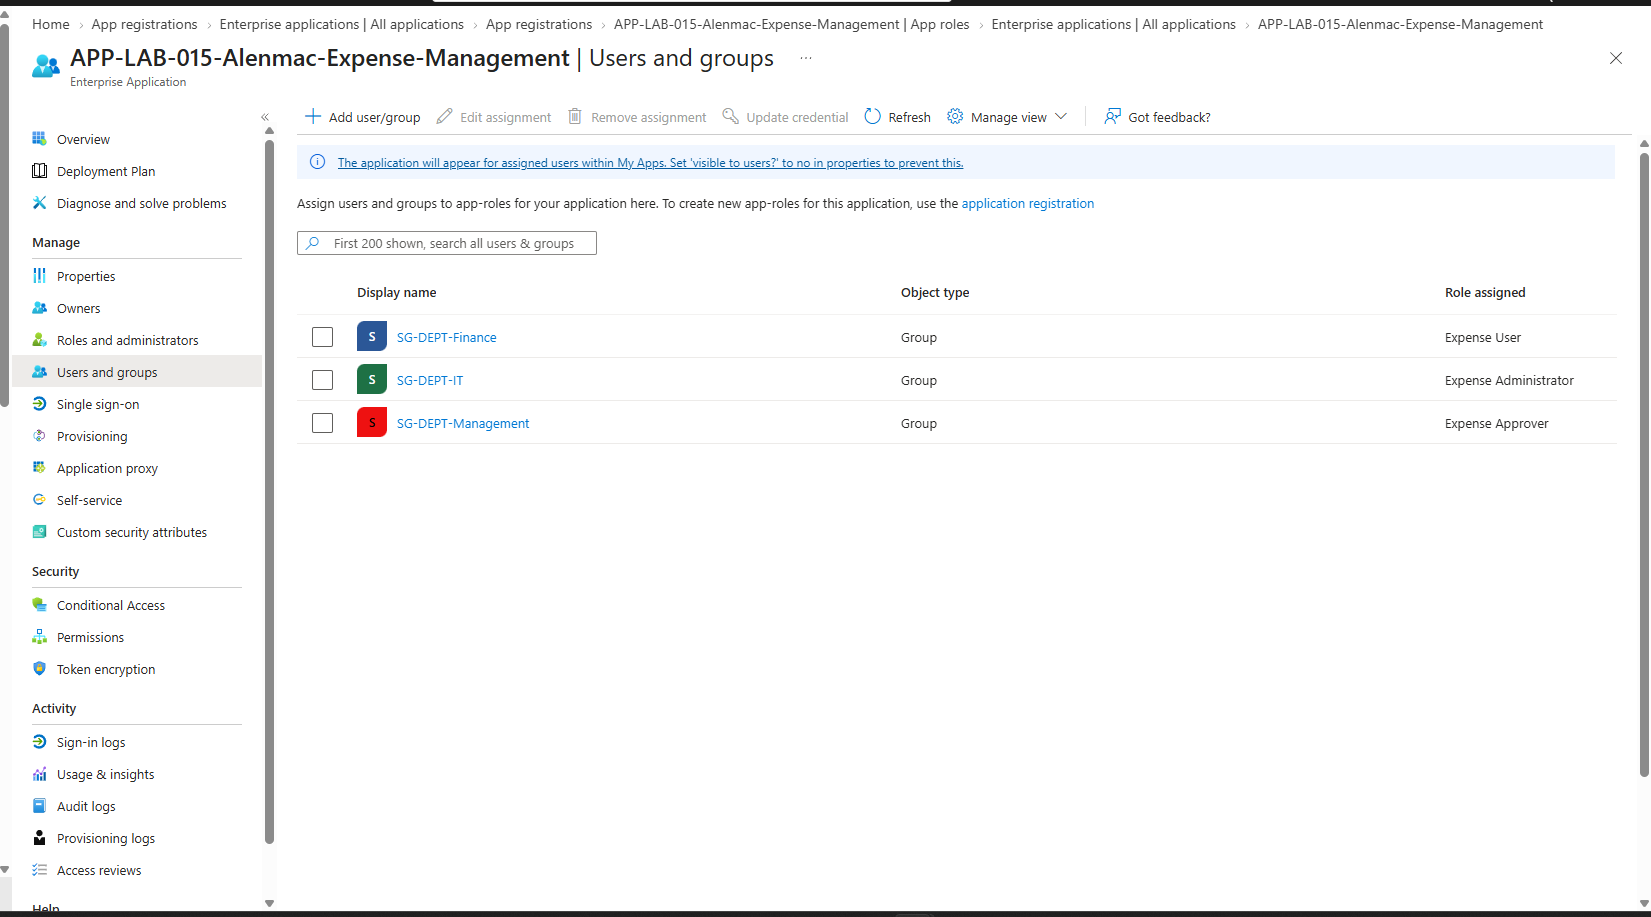 Home > App registrations > Enterprise applications | All applications > App registrations > APP-LAB-015-Alenmac-Expense-Management | App roles > Enterprise applications | All applications > APP-LAB-015-Alenmac-Expense-Management
APP-LAB-015-Alenmac-Expense-Management | Users and groups ...
Enterprise Application
Overview
Deployment Plan
Diagnose and solve problems
Manage
Properties
Owners
Roles and administrators
Users and groups
Single sign-on
Provisioning
Application proxy
Self-service
Custom security attributes
Security
Conditional Access
Permissions
Token encryption
Activity
Sign-in logs
Usage & insights
Audit logs
Provisioning logs
Access reviews
Help
Add user/group Edit assignment Remove assignment Update credential Refresh Manage view Got feedback?
The application will appear for assigned users within My Apps. Set 'visible to users?' to no in properties to prevent this.
Assign users and groups to app-roles for your application here. To create new app-roles for this application, use the application registration
First 200 shown, search all users & groups
Display name Object type Role assigned
S SG-DEPT-Finance Group Expense User
S SG-DEPT-IT Group Expense Administrator
S SG-DEPT-Management Group Expense Approver